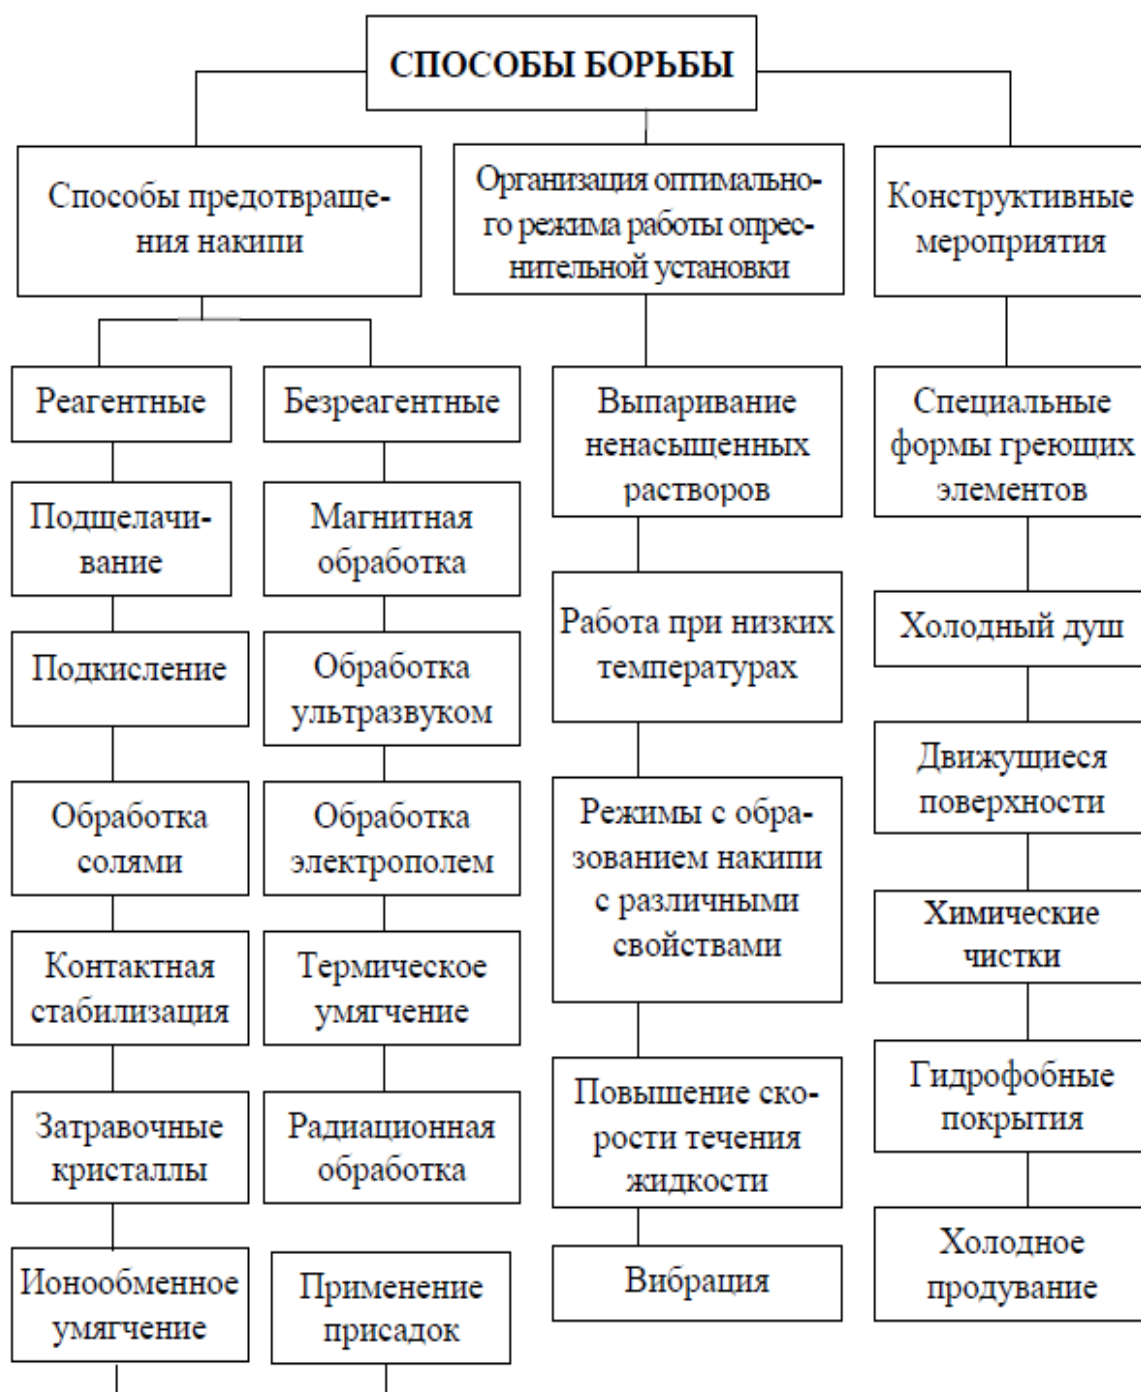 СПОСОБЫ БОРЬБЫ
Способы предотвраще-
ния накипи
Организация оптимально-
го режима работы опрес-
нительной установки
Конструктивные
мероприятия
Реагентные
Подщелачи-
вание
Подкисление
Обработка
солями
Контактная
стабилизация
Затравочные
кристаллы
Ионообменное
умягчение
Безреагентные
Магнитная
обработка
Обработка
ультразвуком
Обработка
электрополем
Термическое
умягчение
Радиационная
обработка
Применение
присадок
Выпаривание
ненасыщенных
растворов
Работа при низких
температурах
Режимы с обра-
зованием накипи
с различными
свойствами
Повышение ско-
рости течения
жидкости
Вибрация
Специальные
формы греющих
элементов
Холодный душ
Движущиеся
поверхности
Химические
чистки
Гидрофобные
покрытия
Холодное
продувание